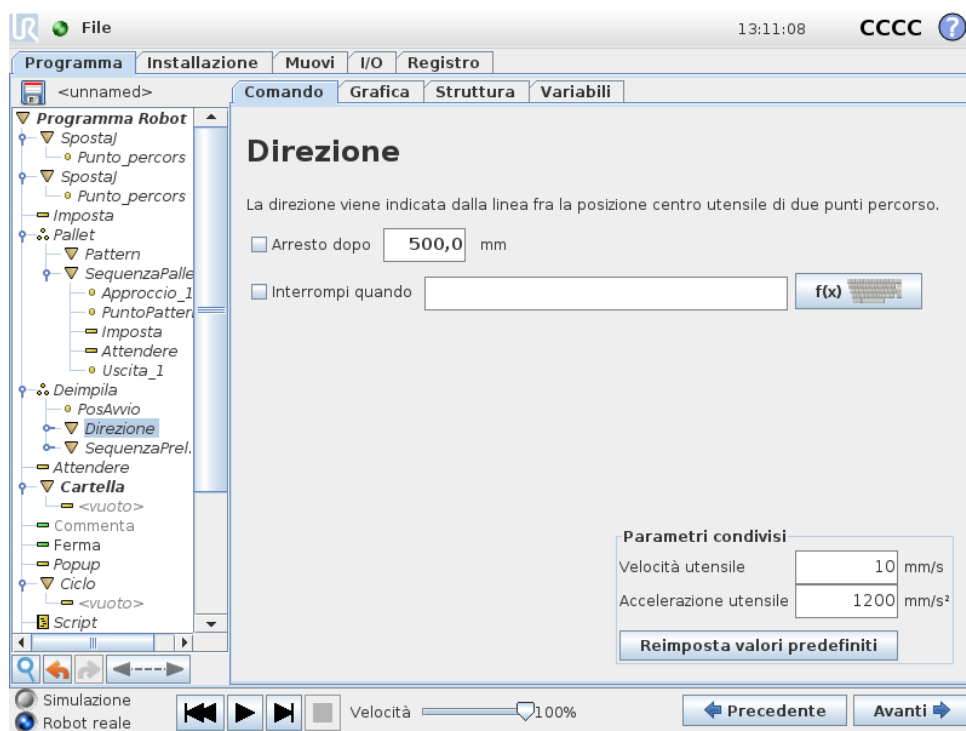 UR File 13:11:08 CCCC ?
Programma Installazione Muovi I/O Registro
<unnamed>
Comando Grafica Struttura Variabili
Programma Robot
SpostaJ
Punto_percors
SpostaJ
Punto_percors
Imposta
Pallet
Pattern
SequenzaPalle
Approccio_1
PuntoPatteri
Imposta
Attendere
Uscita_1
Deimpila
PosAvvio
Direzione
SequenzaPrel.
Attendere
Cartella
<vuoto>
Commenta
Ferma
Popup
Ciclo
<vuoto>
Script
Direzione
La direzione viene indicata dalla linea fra la posizione centro utensile di due punti percorso.
Arresto dopo 500,0 mm
Interrompi quando f(x)
Parametri condivisi
Velocità utensile 10 mm/s
Accelerazione utensile 1200 mm/s²
Reimposta valori predefiniti
Simulazione
Robot reale
Velocità 100%
Precedente Avanti